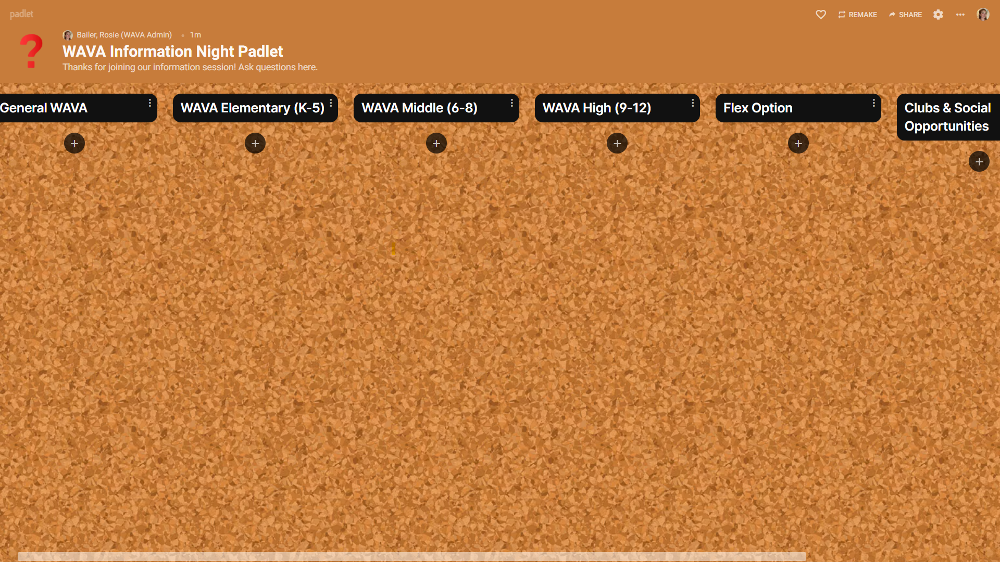 padlet
REMAKE
SHARE
Bailer, Rosie (WAVA Admin) • 1m
WAVA Information Night Padlet
Thanks for joining our information session! Ask questions here.
General WAVA
WAVA Elementary (K-5)
WAVA Middle (6-8)
WAVA High (9-12)
Flex Option
Clubs & Social
Opportunities